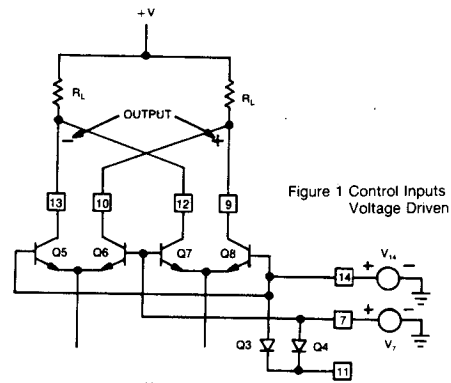 +V
RL
RL
OUTPUT
−
+
13
10
12
9
Figure 1 Control Inputs
Voltage Driven
Q5
Q6
Q7
Q8
14
+
−
V14
7
+
−
V7
Q3
Q4
11